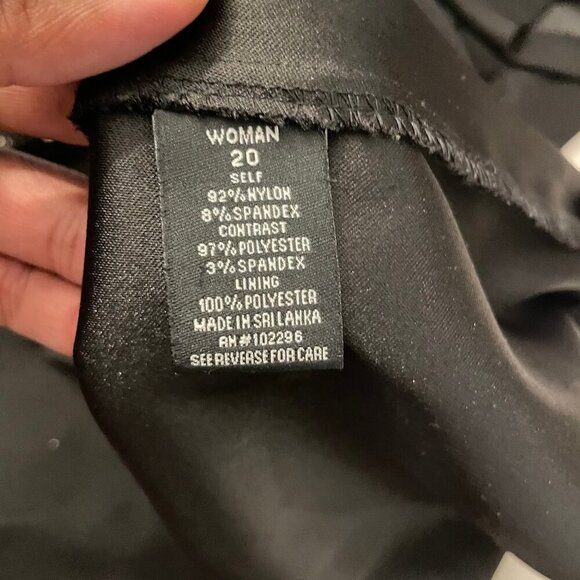 WOMAN
20
SELF
92% NYLON
8% SPANDEX
CONTRAST
97% POLYESTER
3% SPANDEX
LINING
100% POLYESTER
MADE IN SRI LANKA
RN#102296
SEE REVERSE FOR CARE